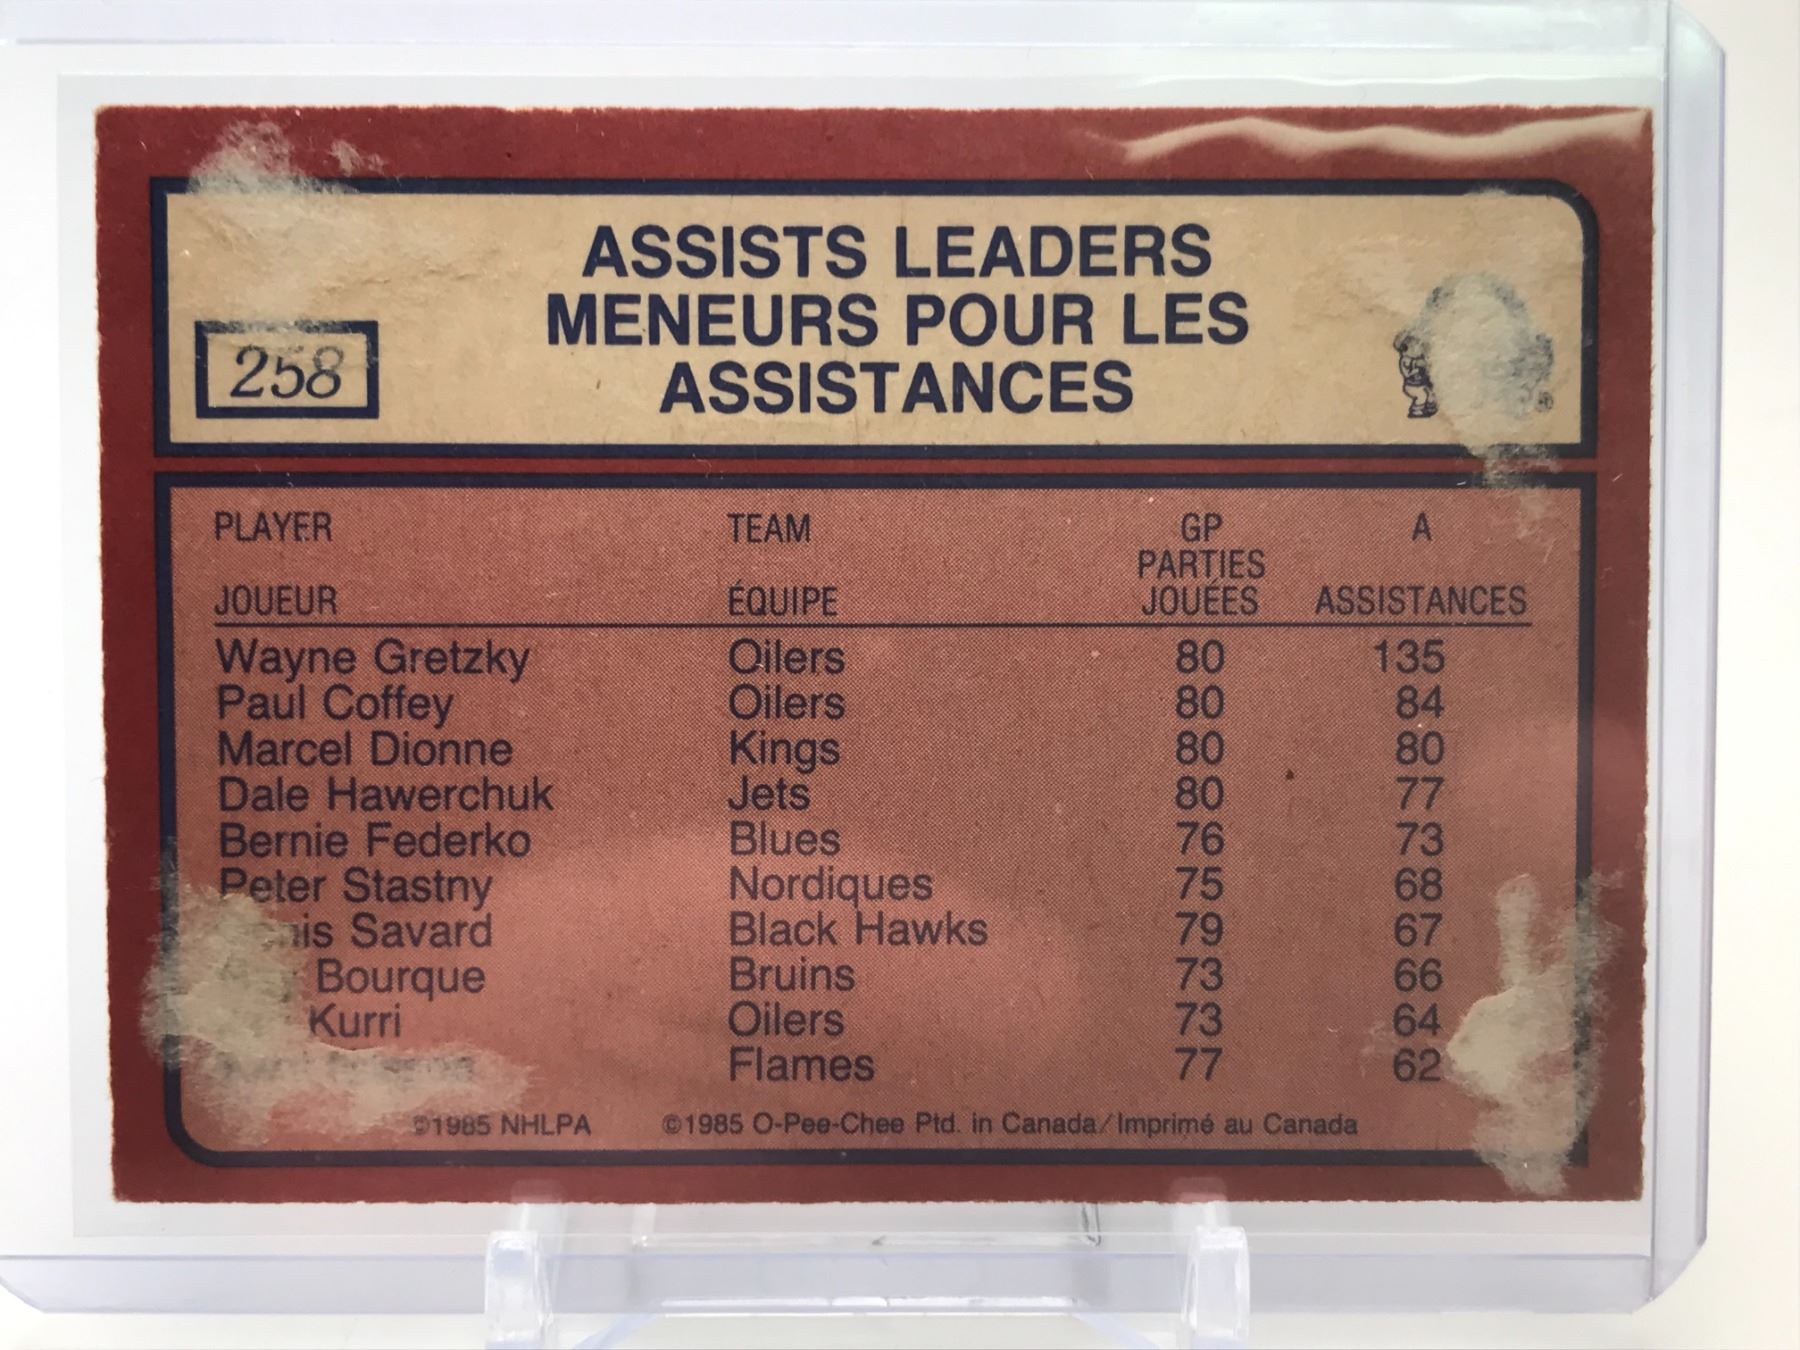 ASSISTS LEADERS
MENEURS POUR LES
ASSISTANCES
258
PLAYER TEAM GP A
PARTIES
JOUEUR ÉQUIPE JOUÉES ASSISTANCES
Wayne Gretzky Oilers 80 135
Paul Coffey Oilers 80 84
Marcel Dionne Kings 80 80
Dale Hawerchuk Jets 80 77
Bernie Federko Blues 76 73
Peter Stastny Nordiques 75 68
Savard Black Hawks 79 67
Bourque Bruins 73 66
Kurri Oilers 73 64
Flames 77 62
©1985 NHLPA ©1985 O-Pee-Chee Ptd. in Canada/Imprimé au Canada